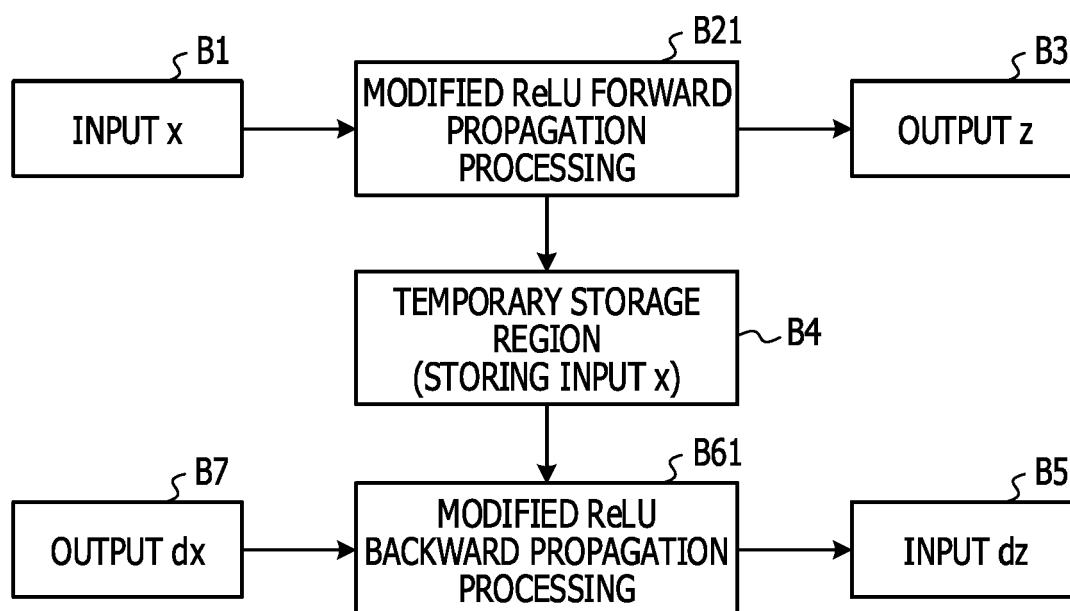 B1
B21
B3
INPUT x
MODIFIED ReLU FORWARD
PROPAGATION
PROCESSING
OUTPUT z
TEMPORARY STORAGE
REGION
(STORING INPUT x)
B4
B7
B61
B5
OUTPUT dx
MODIFIED ReLU
BACKWARD PROPAGATION
PROCESSING
INPUT dz